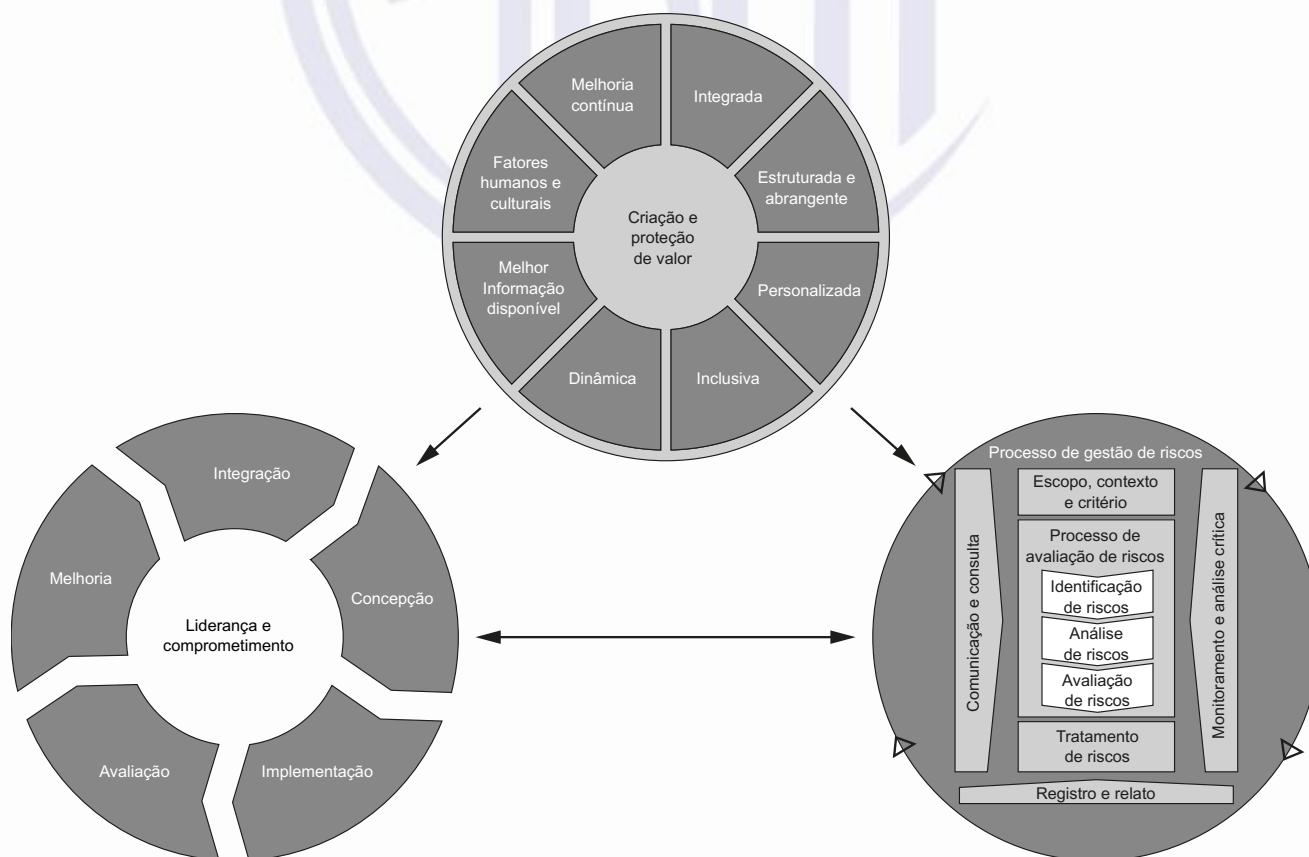 Melhoria
contínua
Integrada
Fatores
humanos e
culturais
Estruturada e
abrangente
Criação e
proteção
de valor
Melhor
Informação
disponível
Personalizada
Dinâmica
Inclusiva
Integração
Melhoria
Concepção
Liderança e
comprometimento
Avaliação
Implementação
Processo de gestão de riscos
Escopo, contexto
e critério
Comunicação e consulta
Processo de
avaliação de riscos
Identificação
de riscos
Análise
de riscos
Avaliação
de riscos
Monitoramento e análise crítica
Tratamento
de riscos
Registro e relato